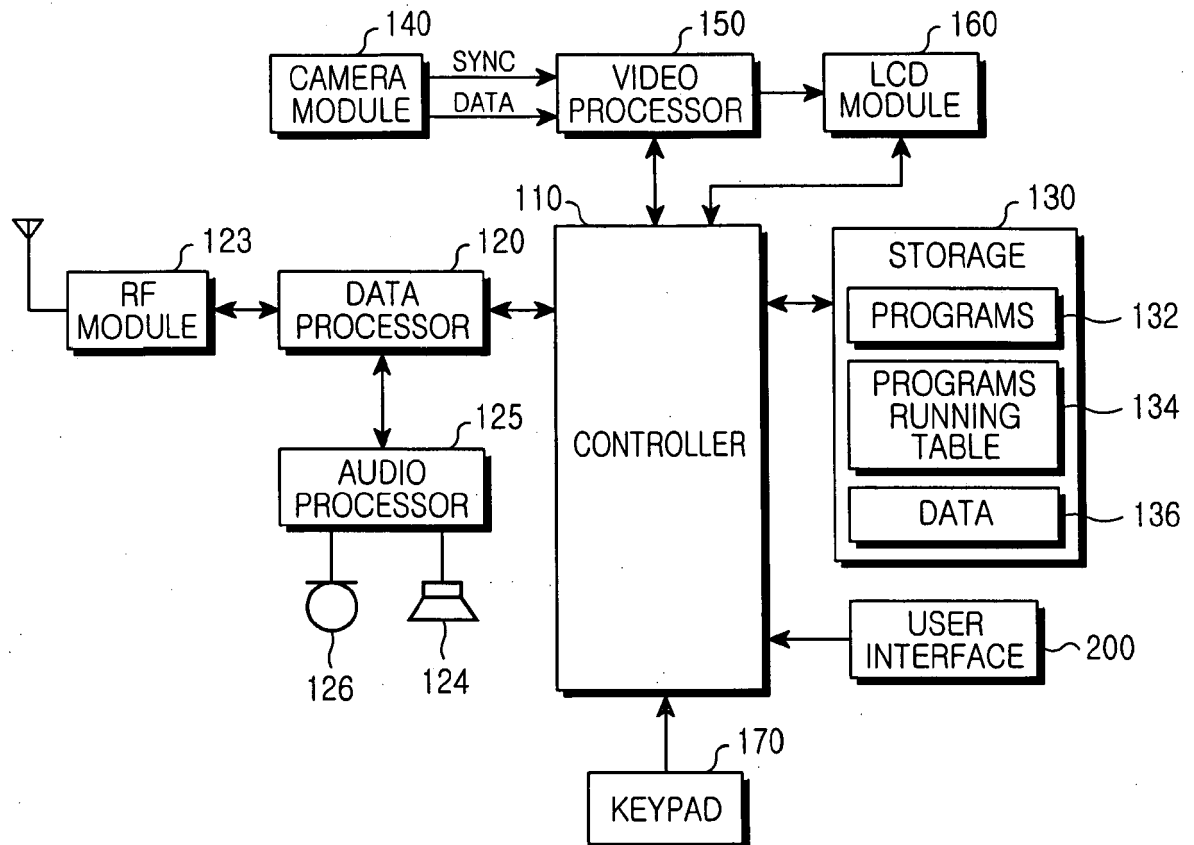 140
150
160
CAMERA
MODULE
SYNC
DATA
VIDEO
PROCESSOR
LCD
MODULE
110
130
123
120
RF
MODULE
DATA
PROCESSOR
CONTROLLER
STORAGE
PROGRAMS
132
PROGRAMS
RUNNING
TABLE
134
DATA
136
125
AUDIO
PROCESSOR
126
124
USER
INTERFACE
200
170
KEYPAD